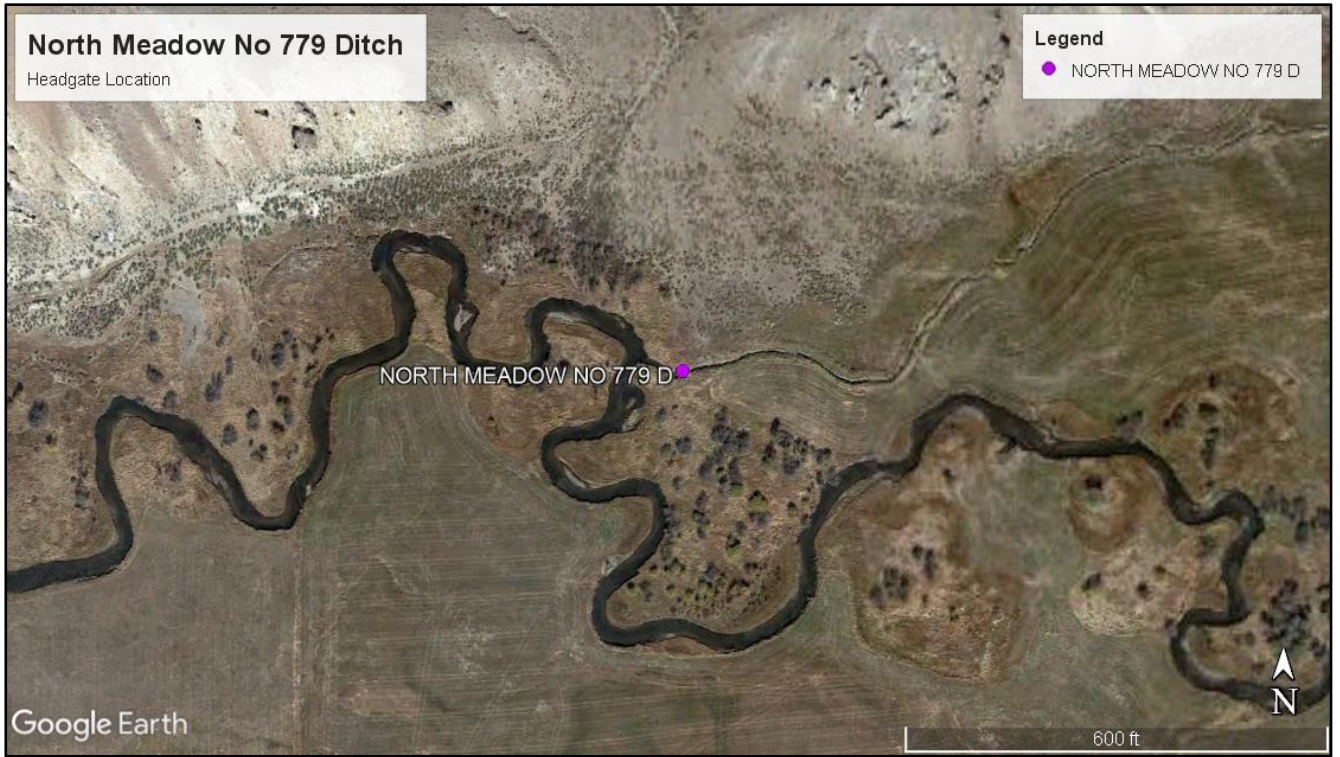 North Meadow No 779 Ditch
Headgate Location
Legend
NORTH MEADOW NO 779 D
NORTH MEADOW NO 779 D
N
Google Earth
600 ft